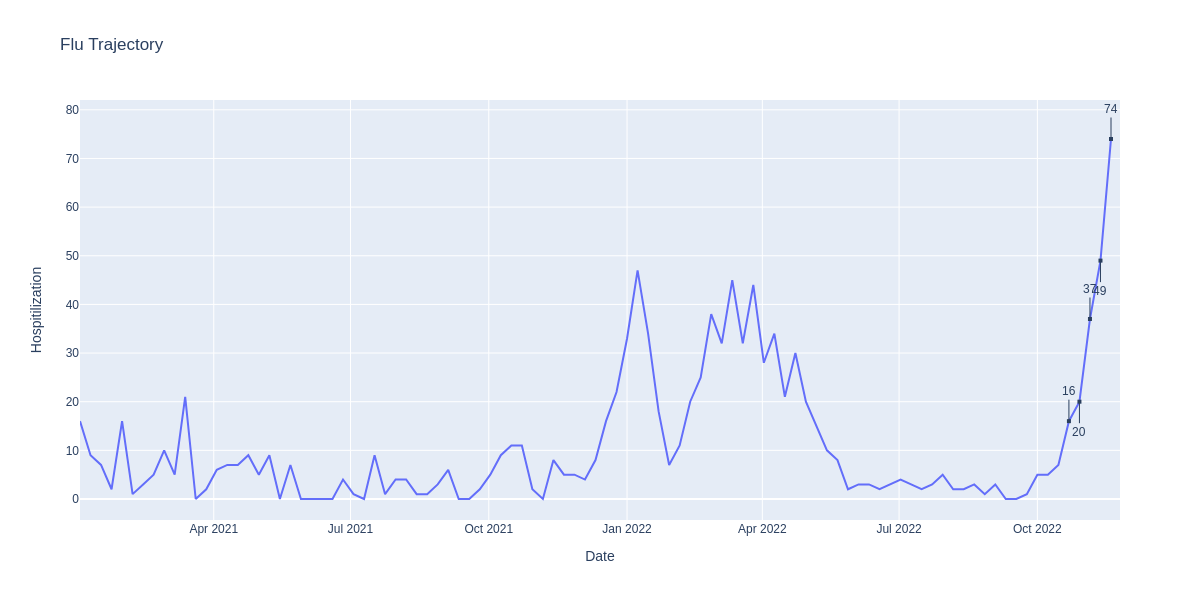 Flu Trajectory
Hospitilization
80
70
60
50
40
30
20
10
0
16
20
37
49
74
Apr 2021
Jul 2021
Oct 2021
Jan 2022
Apr 2022
Jul 2022
Oct 2022
Date